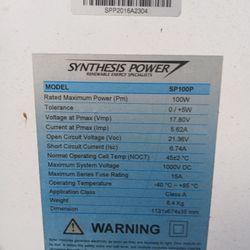 SPP2016A2304
SYNTHESIS POWER
RENEWABLE ENERGY SPECIALISTS
MODEL SP100P
Rated Maximum Power (Pm) 100W
Tolerance 0 / +5W
Voltage at Pmax (Vmp) 17.80V
Current at Pmax (Imp) 5.62A
Open Circuit Voltage (Voc) 21.36V
Short Circuit Current (Isc) 6.74A
Normal Operating Cell Temp (NOCT) 45±2 °C
Maximum System Voltage 1000V DC
Maximum Series Fuse Rating 15A
Operating Temperature -40 °C ~ +85 °C
Application Class Class A
Weight 8.4 Kg
Dimension
WARNING